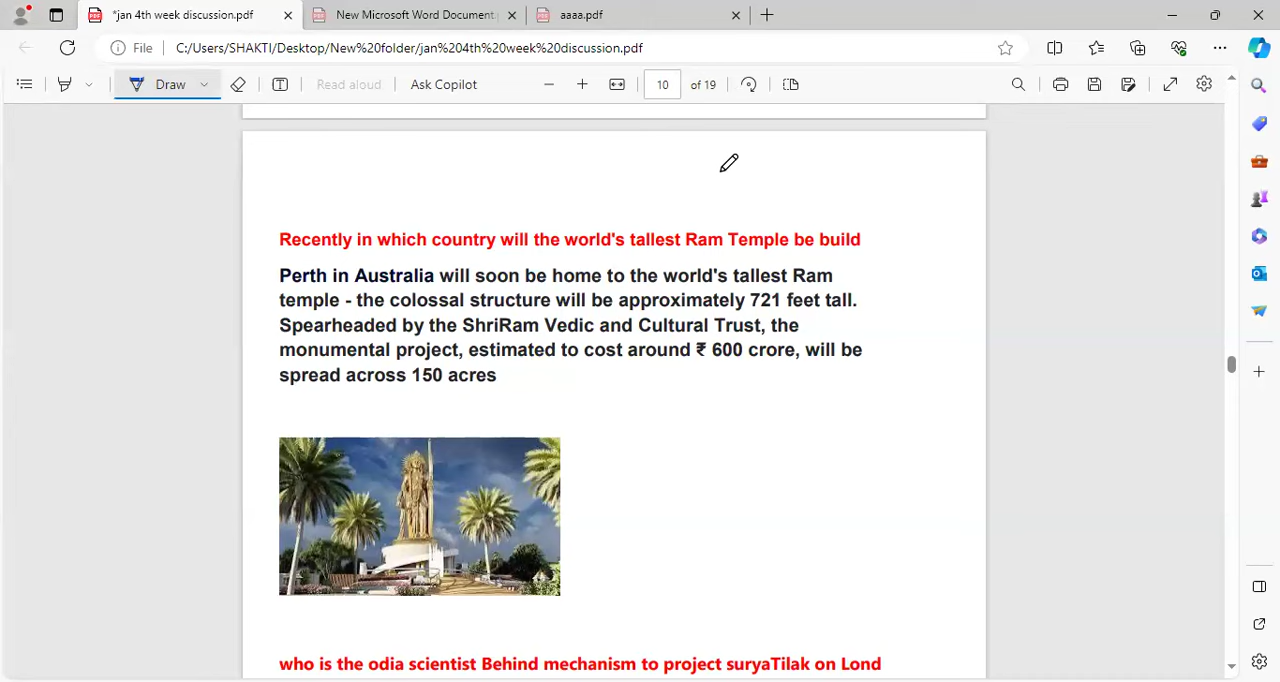 *jan 4th week discussion.pdf
New Microsoft Word Document
aaaa.pdf
File
C:/Users/SHAKTI/Desktop/New%20folder/jan%204th%20week%20discussion.pdf
Draw
Read aloud
Ask Copilot
10
of 19
Recently in which country will the world's tallest Ram Temple be build
Perth in Australia will soon be home to the world's tallest Ram
temple - the colossal structure will be approximately 721 feet tall.
Spearheaded by the ShriRam Vedic and Cultural Trust, the
monumental project, estimated to cost around ₹ 600 crore, will be
spread across 150 acres
who is the odia scientist Behind mechanism to project suryaTilak on Lond